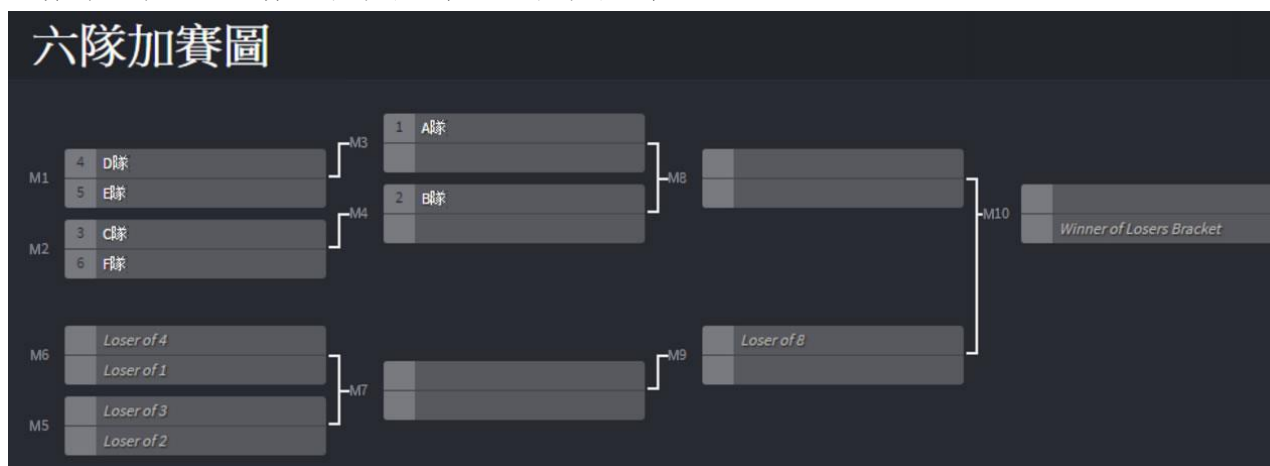 六隊加賽圖
M1
4 D隊
5 E隊
M2
3 C隊
6 F隊
M3
1 A隊
M4
2 B隊
M8
M10
Winner of Losers Bracket
M6
Loser of 4
Loser of 1
M5
Loser of 3
Loser of 2
M7
M9
Loser of 8